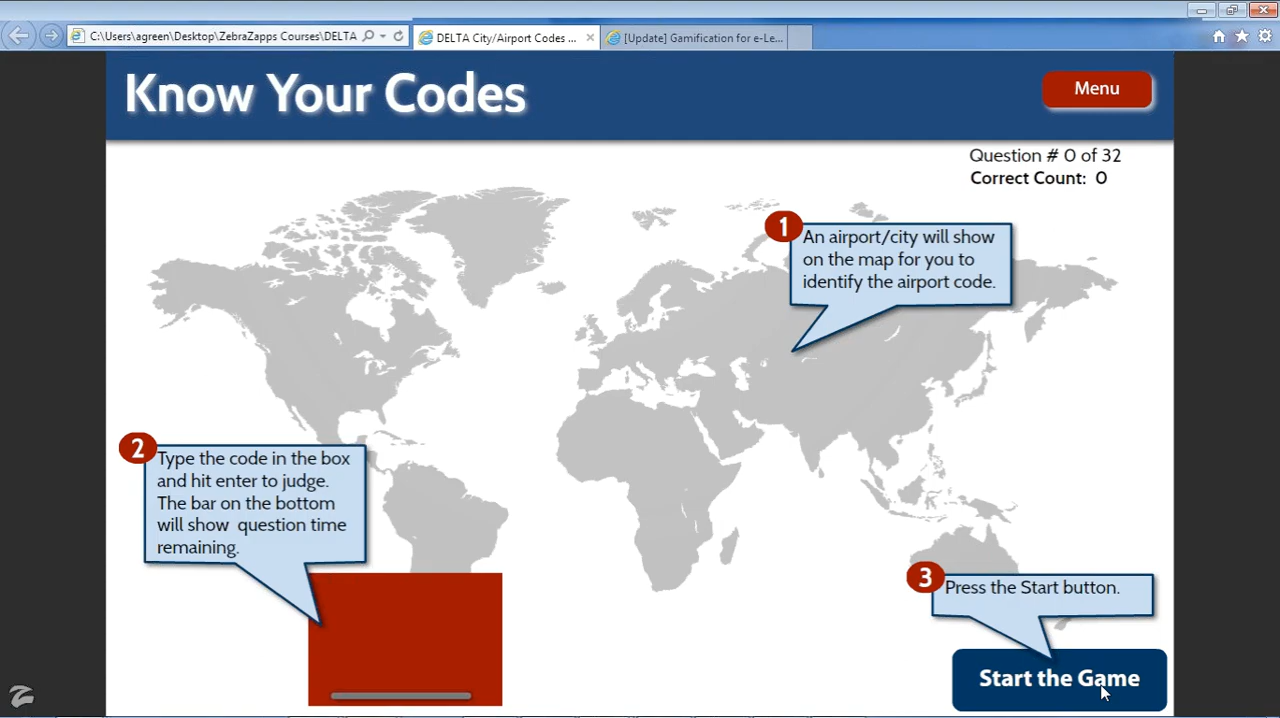 C:\Users\agreen\Desktop\ZebraZapps Courses\DELTA
DELTA City/Airport Codes ...
[Update] Gamification for e-Le...
Know Your Codes
Menu
Question # 0 of 32
Correct Count: 0
1
An airport/city will show
on the map for you to
identify the airport code.
2
Type the code in the box
and hit enter to judge.
The bar on the bottom
will show question time
remaining.
3
Press the Start button.
Start the Game